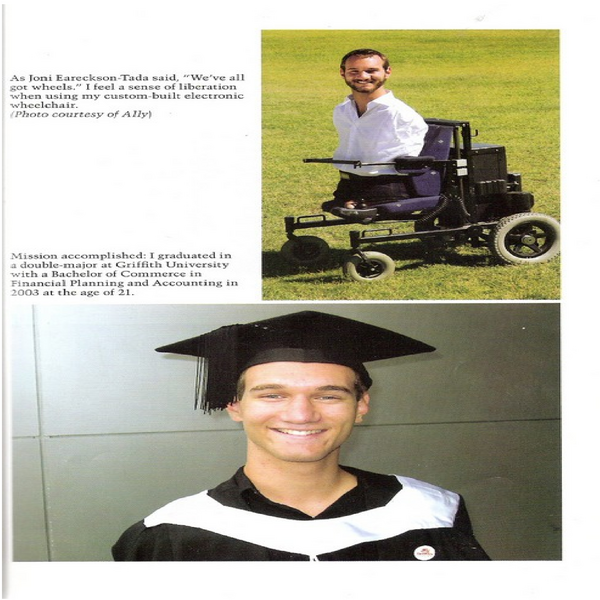 As Joni Eareckson-Tada said, "We've all
got wheels." I feel a sense of liberation
when using my custom-built electronic
wheelchair.
(Photo courtesy of Ally)
Mission accomplished: I graduated in
a double-major at Griffith University
with a Bachelor of Commerce in
Financial Planning and Accounting in
2003 at the age of 21.